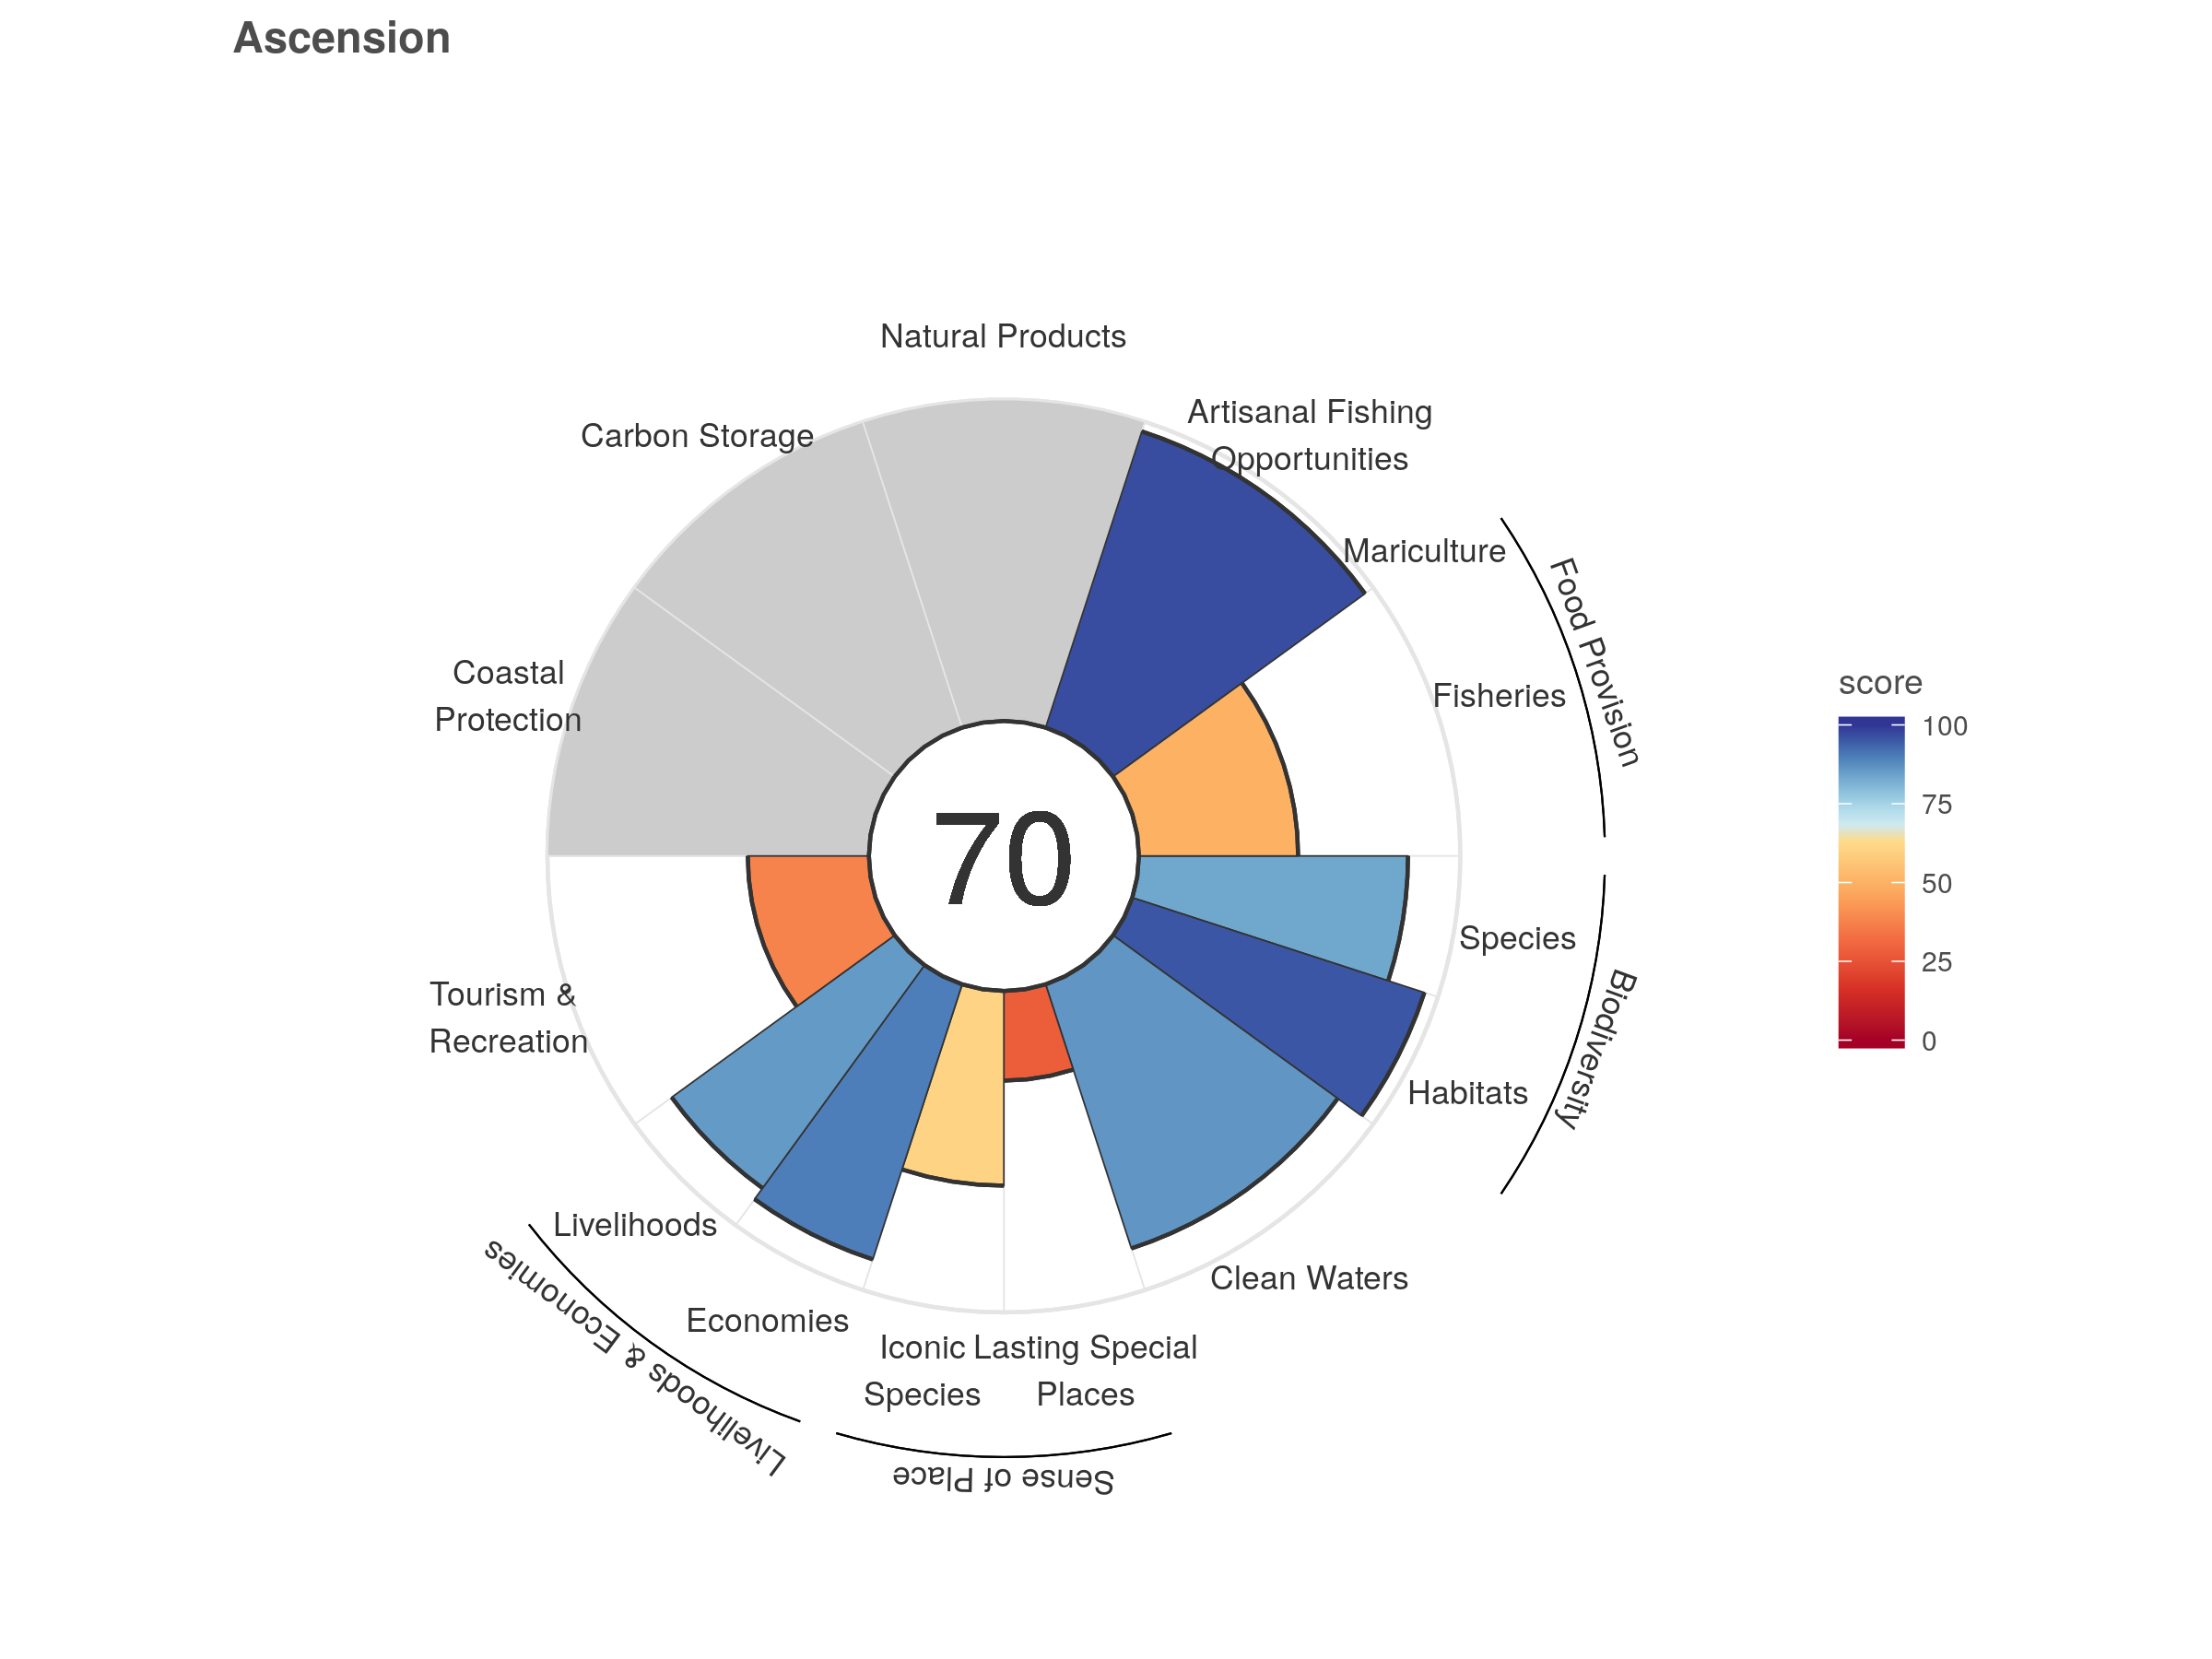 Ascension
Natural Products
Artisanal Fishing
Opportunities
Carbon Storage
Mariculture
Food Provision
Fisheries
Coastal
Protection
score
100
75
50
25
0
70
Species
Biodiversity
Habitats
Tourism &
Recreation
Livelihoods
Livelihoods & Economies
Economies
Clean Waters
Iconic
Species
Lasting Special
Places
Sense of Place